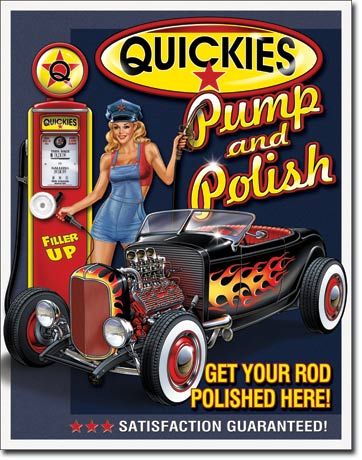 QUICKIES
Pump
and
Polish
Q
QUICKIES
FILLER
UP
GET YOUR ROD
POLISHED HERE!
SATISFACTION GUARANTEED!